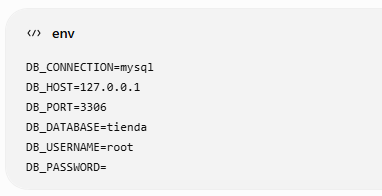 </> env
DB_CONNECTION=mysql
DB_HOST=127.0.0.1
DB_PORT=3306
DB_DATABASE=tienda
DB_USERNAME=root
DB_PASSWORD=